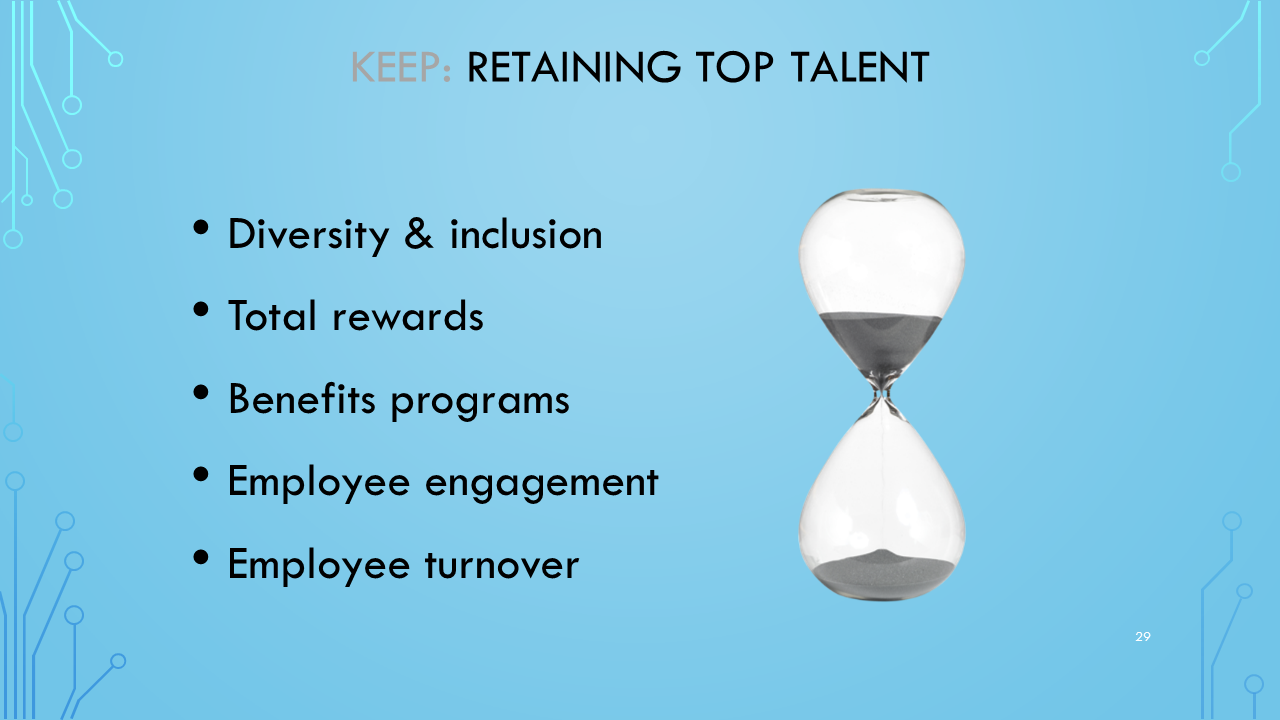 KEEP: RETAINING TOP TALENT
• Diversity & inclusion
• Total rewards
• Benefits programs
• Employee engagement
• Employee turnover
29